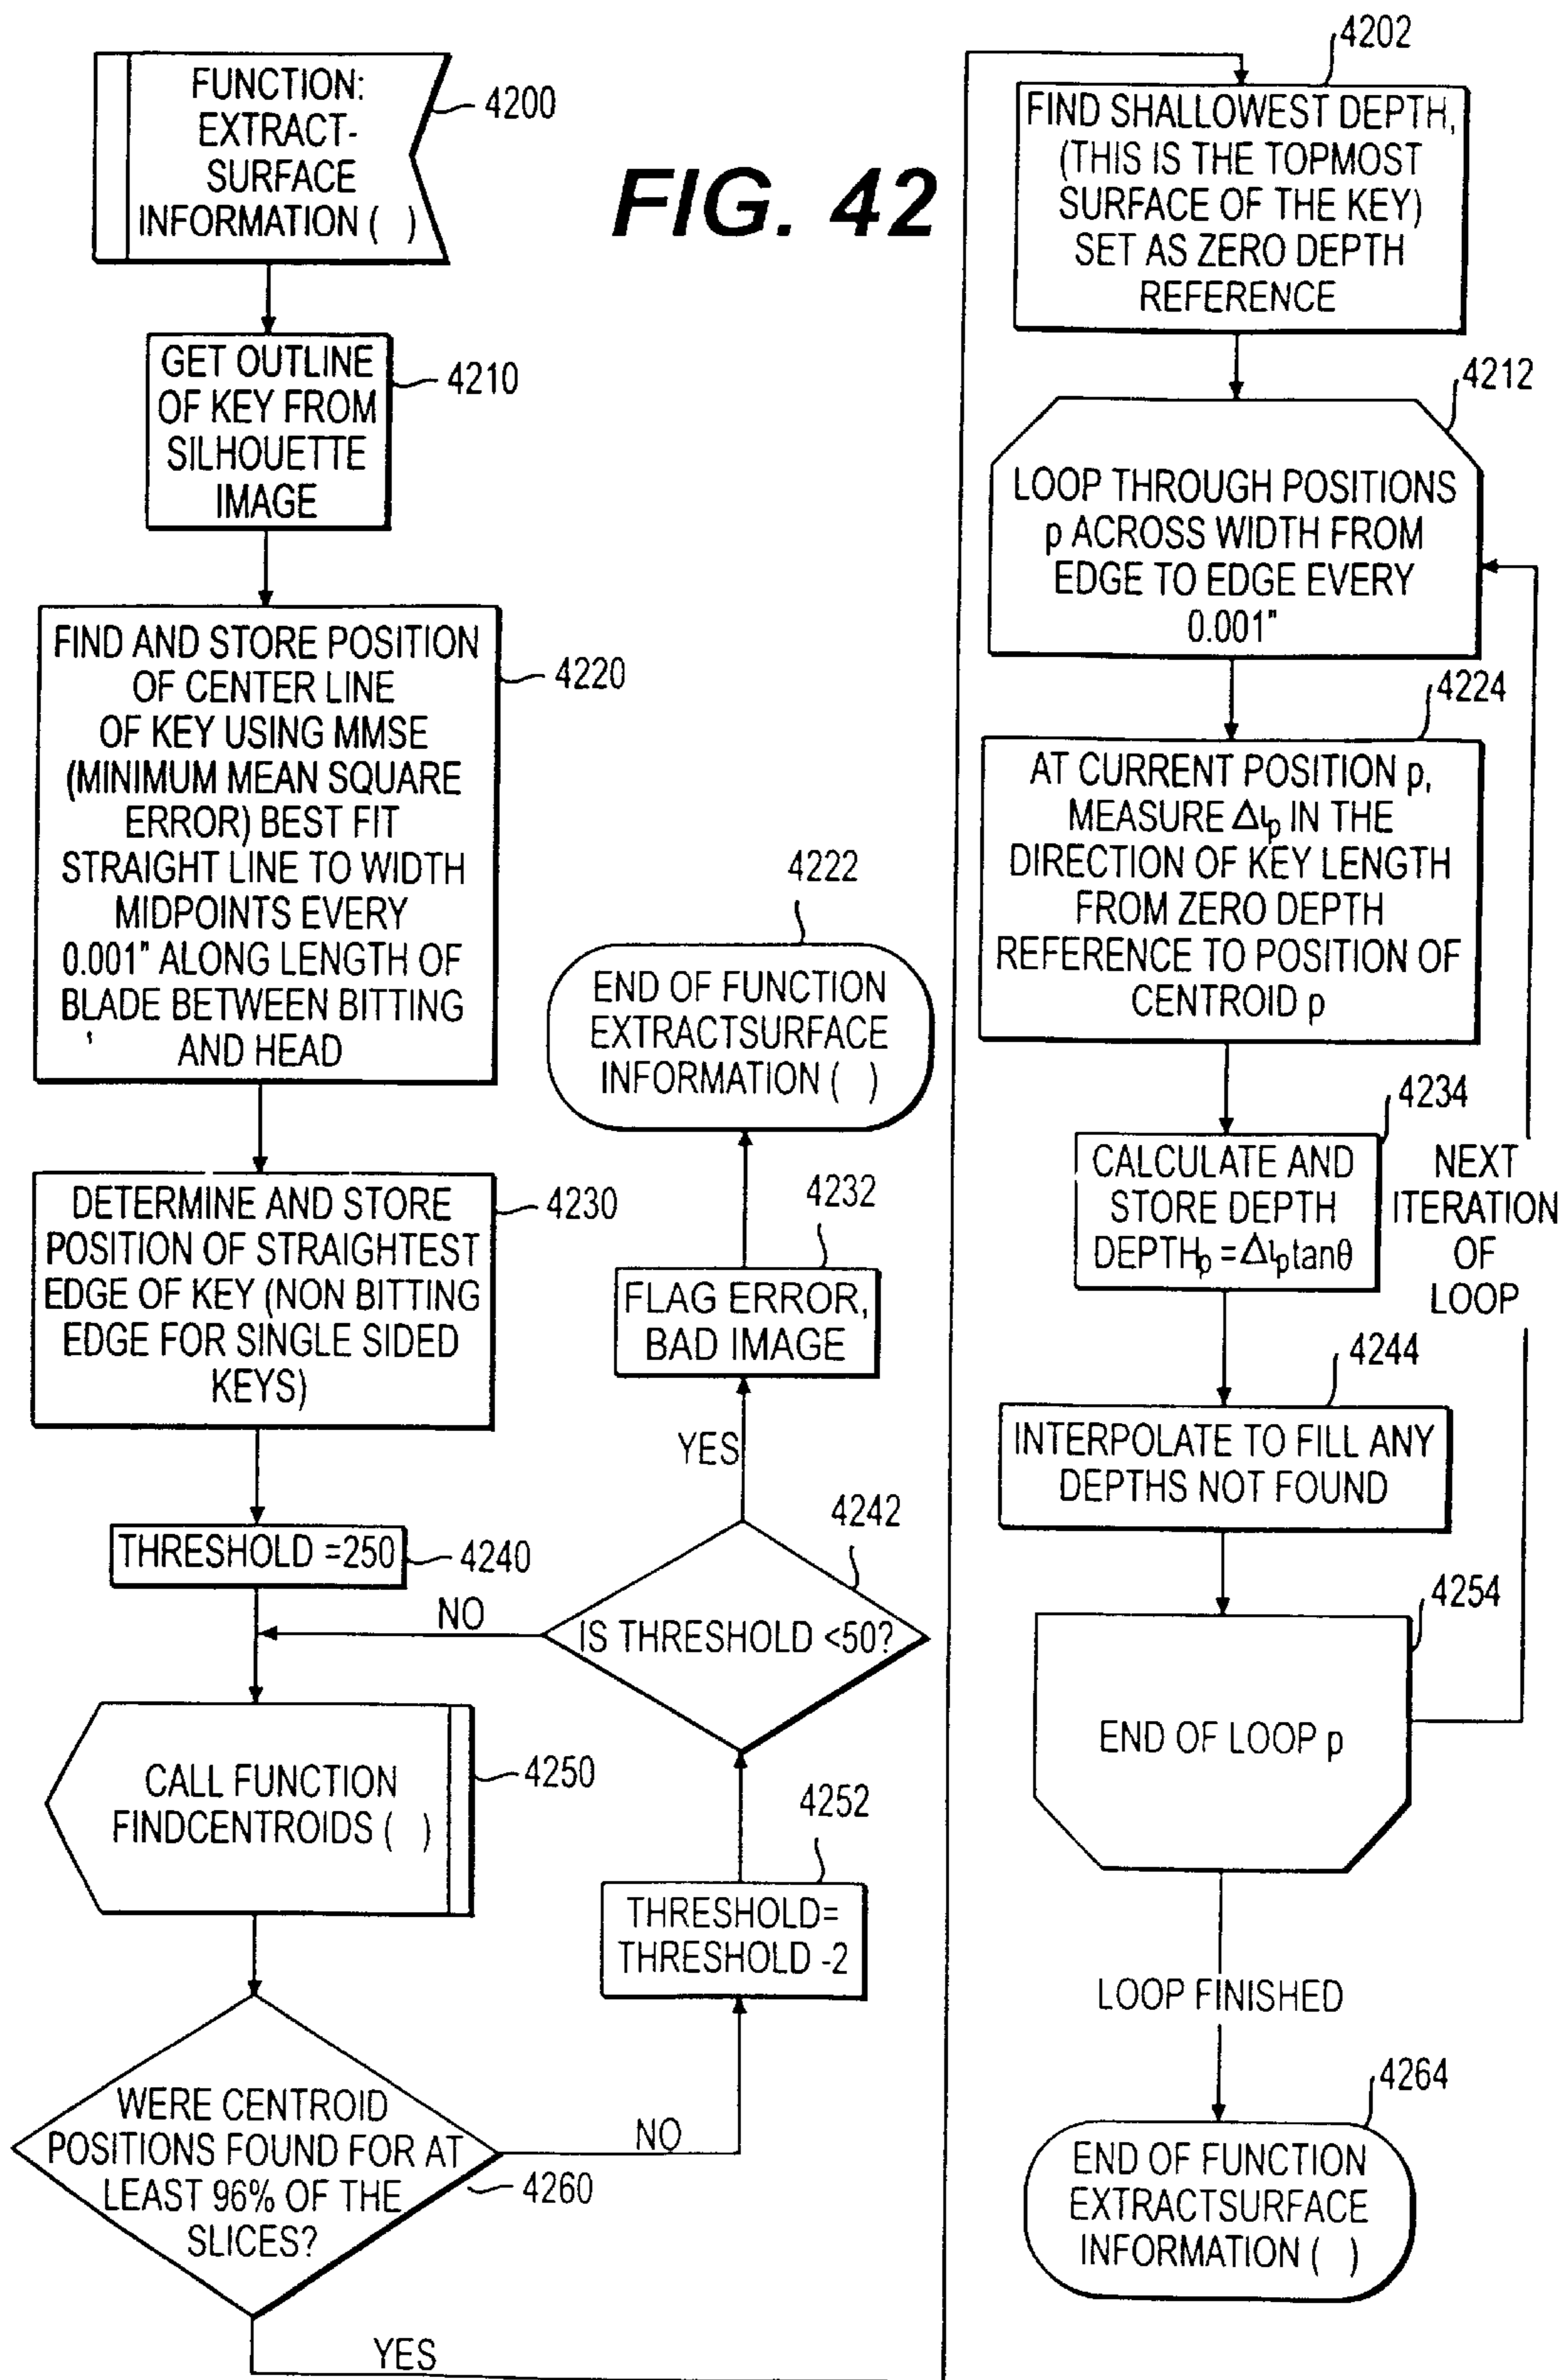 FUNCTION:
EXTRACT-
SURFACE
INFORMATION ( )
4200
FIG. 42
GET OUTLINE
OF KEY FROM
SILHOUETTE
IMAGE
4210
FIND AND STORE POSITION
OF CENTER LINE
OF KEY USING MMSE
(MINIMUM MEAN SQUARE
ERROR) BEST FIT
STRAIGHT LINE TO WIDTH
MIDPOINTS EVERY
0.001" ALONG LENGTH OF
BLADE BETWEEN BITTING
AND HEAD
4220
DETERMINE AND STORE
POSITION OF STRAIGHTEST
EDGE OF KEY (NON BITTING
EDGE FOR SINGLE SIDED
KEYS)
4230
THRESHOLD =250
4240
CALL FUNCTION
FINDCENTROIDS ( )
4250
WERE CENTROID
POSITIONS FOUND FOR AT
LEAST 96% OF THE
SLICES?
4260
NO
YES
THRESHOLD=
THRESHOLD -2
4252
IS THRESHOLD <50?
4242
NO
YES
FLAG ERROR,
BAD IMAGE
4232
END OF FUNCTION
EXTRACTSURFACE
INFORMATION ( )
4222
4202
FIND SHALLOWEST DEPTH,
(THIS IS THE TOPMOST
SURFACE OF THE KEY)
SET AS ZERO DEPTH
REFERENCE
4212
LOOP THROUGH POSITIONS
p ACROSS WIDTH FROM
EDGE TO EDGE EVERY
0.001"
4224
AT CURRENT POSITION p,
MEASURE Δlp IN THE
DIRECTION OF KEY LENGTH
FROM ZERO DEPTH
REFERENCE TO POSITION OF
CENTROID p
4234
CALCULATE AND
STORE DEPTH
DEPTHp =Δlptanθ
NEXT
ITERATION
OF
LOOP
4244
INTERPOLATE TO FILL ANY
DEPTHS NOT FOUND
4254
END OF LOOP p
LOOP FINISHED
4264
END OF FUNCTION
EXTRACTSURFACE
INFORMATION ( )